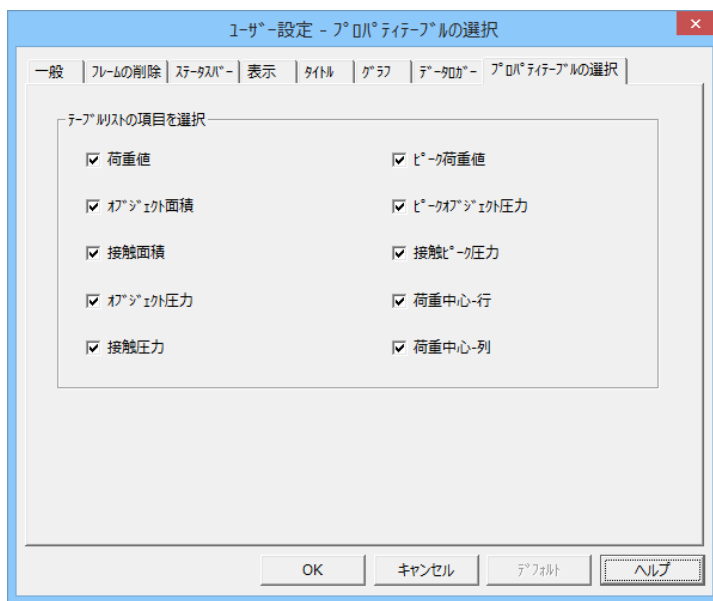 ﾕｰｻﾞｰ設定 - ﾌﾟﾛﾊﾟﾃｨﾃｰﾌﾞﾙの選択
一般 ﾌﾚｰﾑの削除 ｽﾃｰﾀｽﾊﾞｰ 表示 ﾀｲﾄﾙ ｸﾞﾗﾌ ﾃﾞｰﾀﾛｶﾞｰ ﾌﾟﾛﾊﾟﾃｨﾃｰﾌﾞﾙの選択
ﾃｰﾌﾞﾙﾘｽﾄの項目を選択
荷重値 ﾋﾟｰｸ荷重値
ｵﾌﾞｼﾞｪｸﾄ面積 ﾋﾟｰｸｵﾌﾞｼﾞｪｸﾄ圧力
接触面積 接触ﾋﾟｰｸ圧力
ｵﾌﾞｼﾞｪｸﾄ圧力 荷重中心-行
接触圧力 荷重中心-列
OK キャンセル ﾃﾞﾌｫﾙﾄ ヘルプ